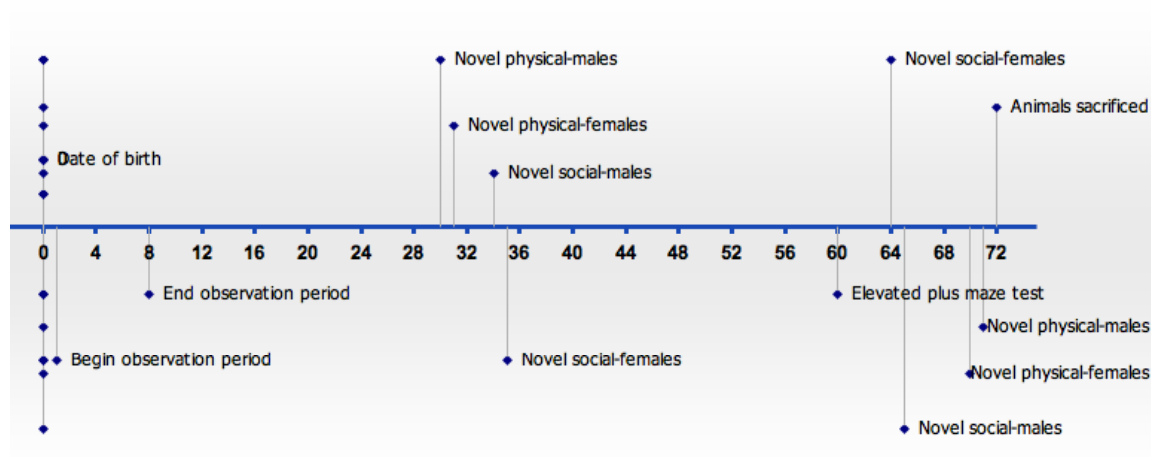 Novel physical-males
Novel social-females
Animals sacrificed
Novel physical-females
0Date of birth
Novel social-males
0 4 8 12 16 20 24 28 32 36 40 44 48 52 56 60 64 68 72
End observation period
Elevated plus maze test
Novel physical-males
Begin observation period
Novel social-females
Novel physical-females
Novel social-males